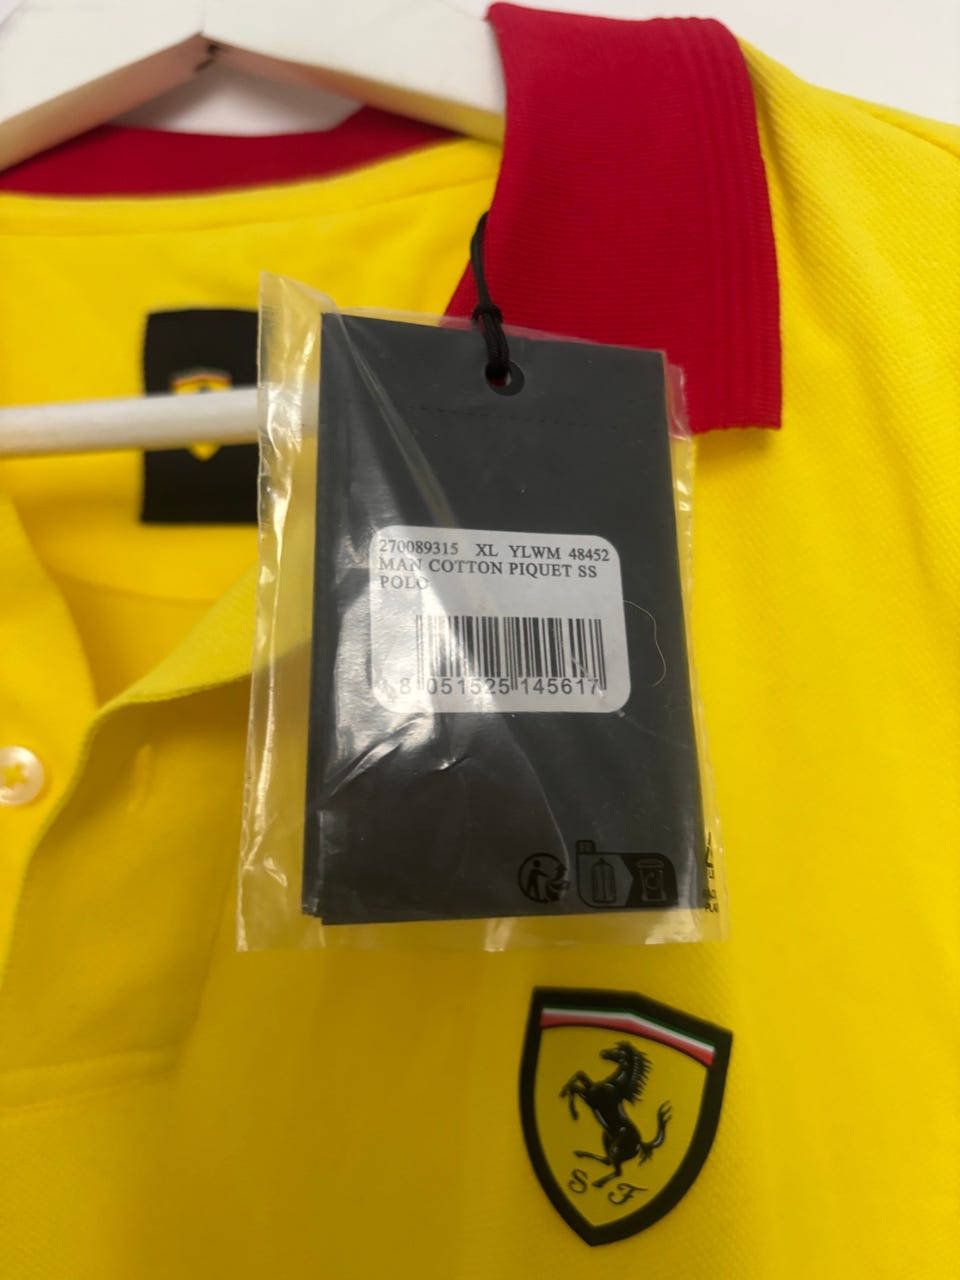 270089315 XL YLWM 48452
MAN COTTON PIQUET SS
POLO
8 051525 145617
S F